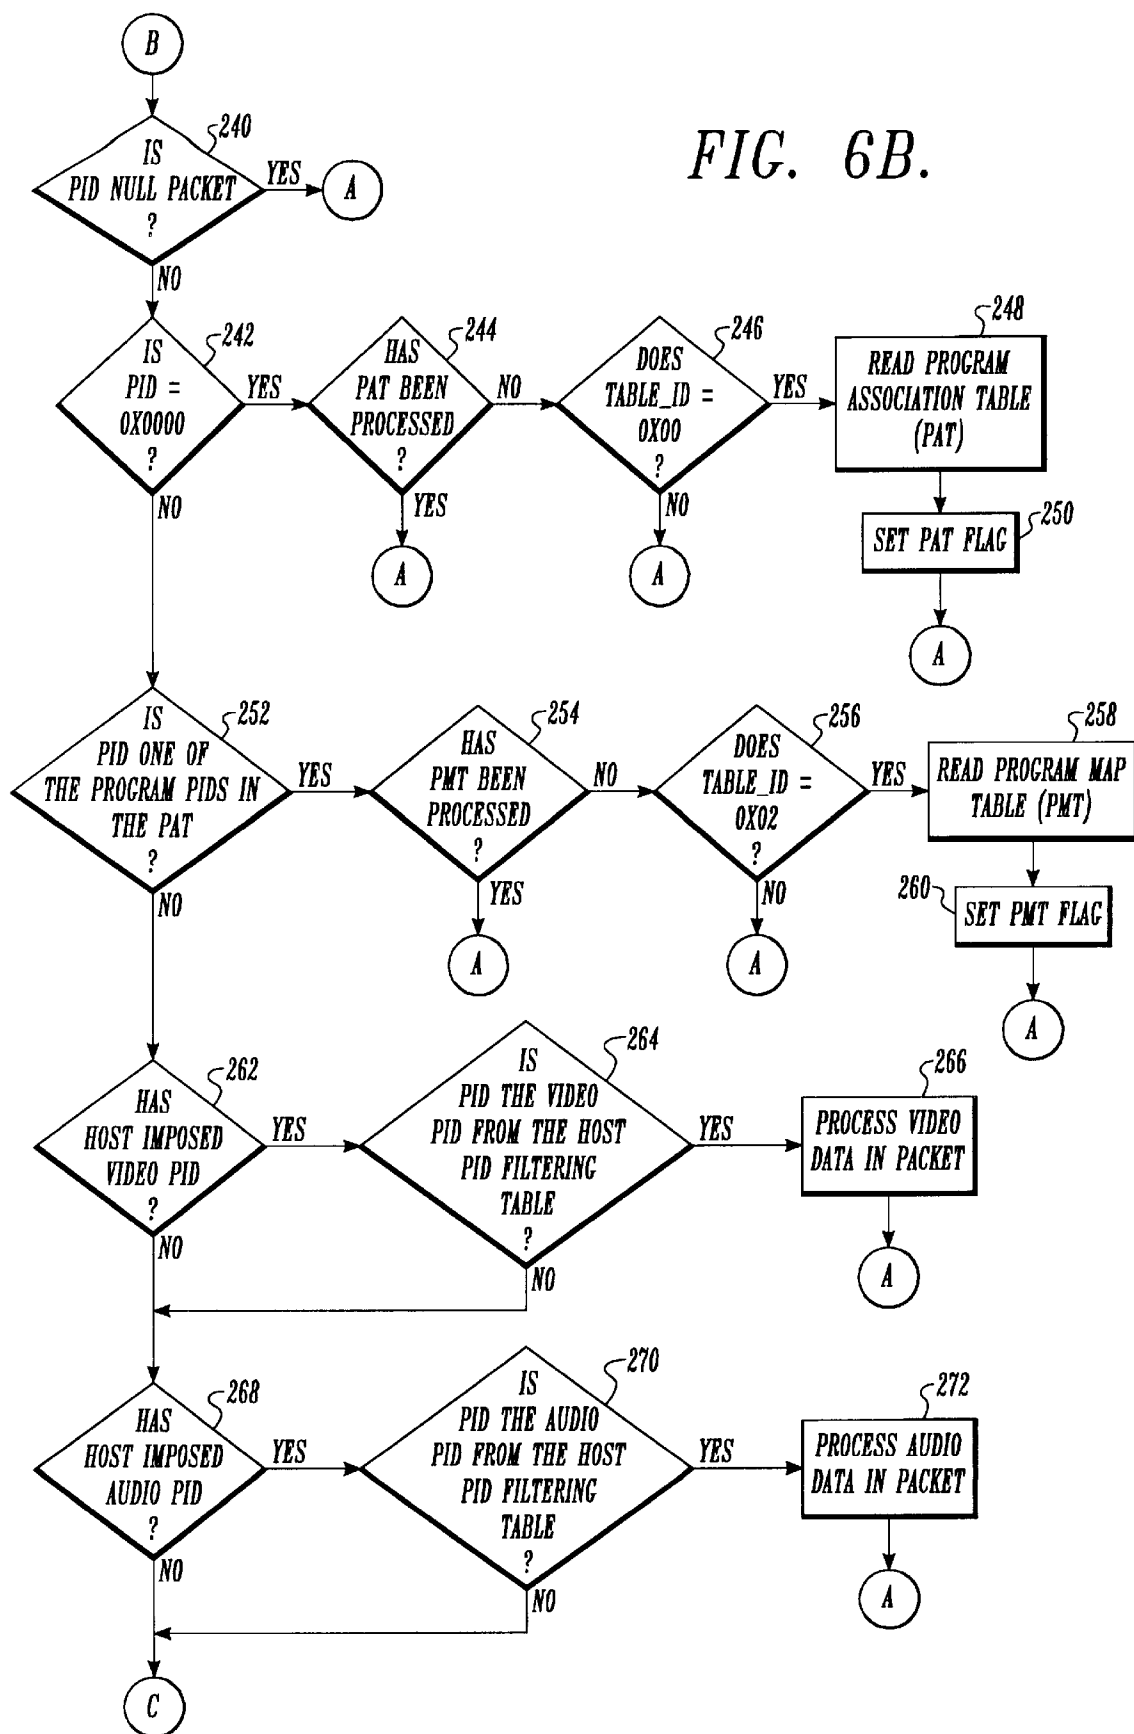 B
FIG. 6B.
240
IS
PID NULL PACKET
?
YES
A
NO
242
IS
PID =
0X0000
?
YES
NO
244
HAS
PAT BEEN
PROCESSED
?
NO
YES
A
246
DOES
TABLE_ID =
0X00
?
YES
NO
A
248
READ PROGRAM
ASSOCIATION TABLE
(PAT)
250
SET PAT FLAG
A
252
IS
PID ONE OF
THE PROGRAM PIDS IN
THE PAT
?
YES
NO
254
HAS
PMT BEEN
PROCESSED
?
NO
YES
A
256
DOES
TABLE_ID =
0X02
?
YES
NO
A
258
READ PROGRAM MAP
TABLE (PMT)
260
SET PMT FLAG
A
262
HAS
HOST IMPOSED
VIDEO PID
?
YES
NO
264
IS
PID THE VIDEO
PID FROM THE HOST
PID FILTERING
TABLE
?
YES
NO
266
PROCESS VIDEO
DATA IN PACKET
A
268
HAS
HOST IMPOSED
AUDIO PID
?
YES
NO
270
IS
PID THE AUDIO
PID FROM THE HOST
PID FILTERING
TABLE
?
YES
NO
272
PROCESS AUDIO
DATA IN PACKET
A
C